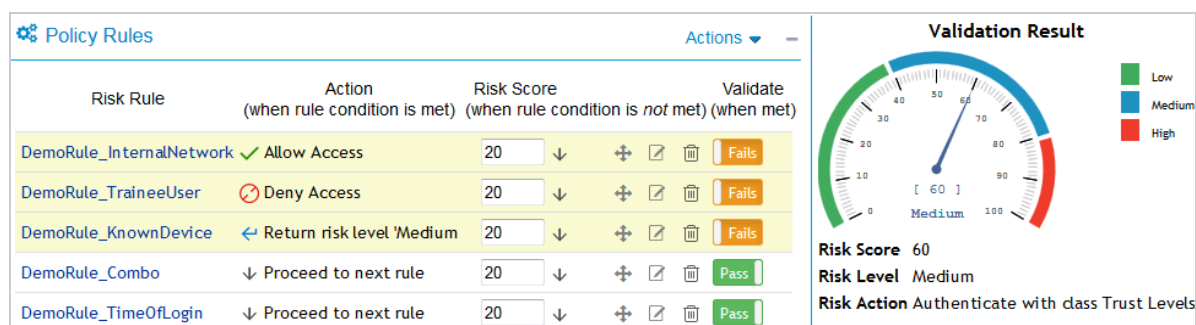 Policy Rules
Actions
Risk Rule
Action
(when rule condition is met)
Risk Score
(when rule condition is not met)
Validate
(when met)
DemoRule_InternalNetwork Allow Access 20 Fails
DemoRule_TraineeUser Deny Access 20 Fails
DemoRule_KnownDevice Return risk level 'Medium 20 Fails
DemoRule_Combo Proceed to next rule 20 Pass
DemoRule_TimeOfLogin Proceed to next rule 20 Pass
Validation Result
0 10 20 30 40 50 60 70 80 90 100
[ 60 ]
Medium
Low
Medium
High
Risk Score 60
Risk Level Medium
Risk Action Authenticate with class Trust Levels